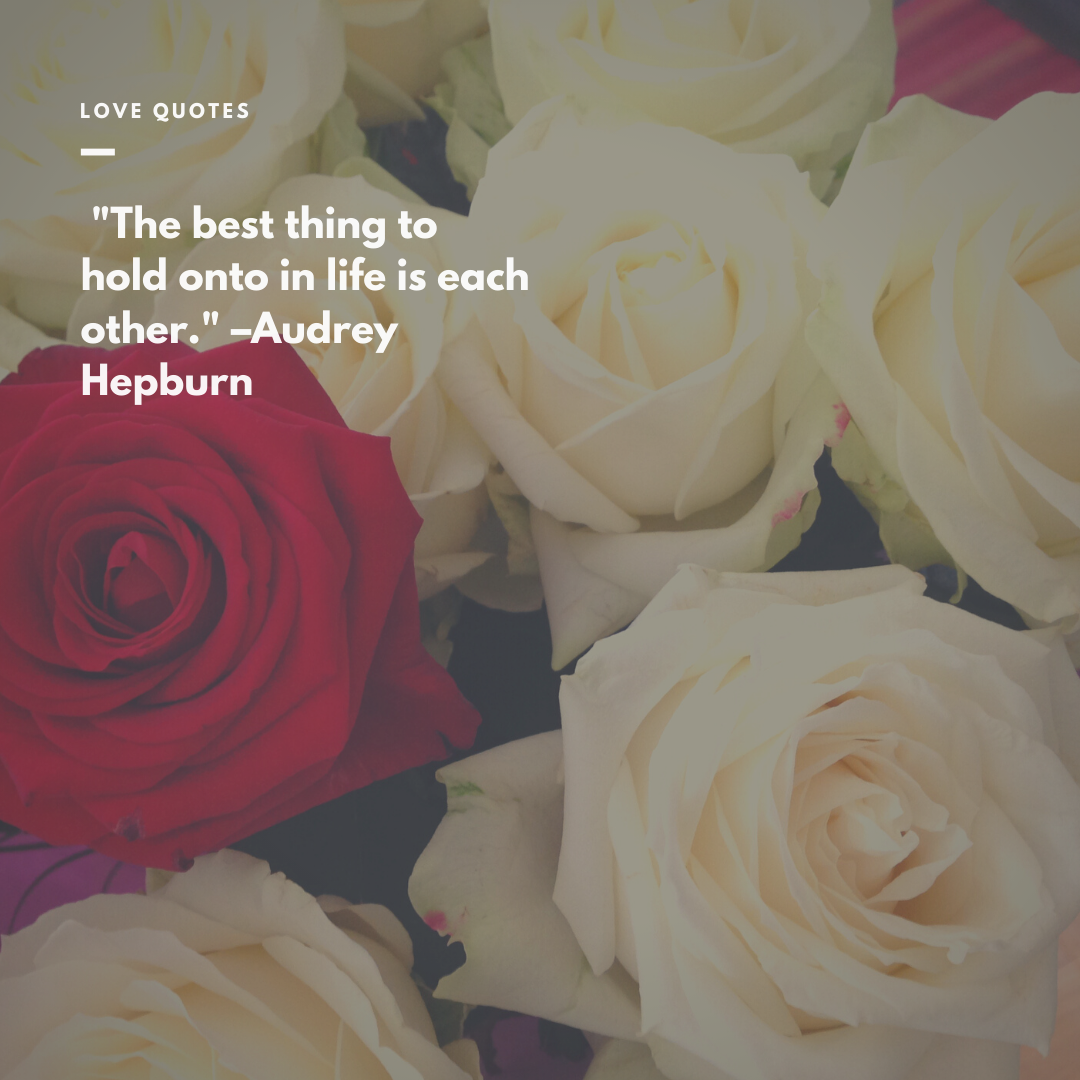 LOVE QUOTES
"The best thing to
hold onto in life is each
other." –Audrey
Hepburn